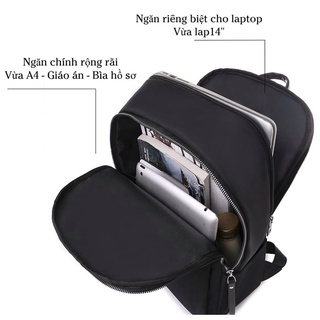 Ngăn riêng biệt cho laptop
Vừa lap14"
Ngăn chính rộng rãi
Vừa A4 - Giáo án - Bìa hồ sơ